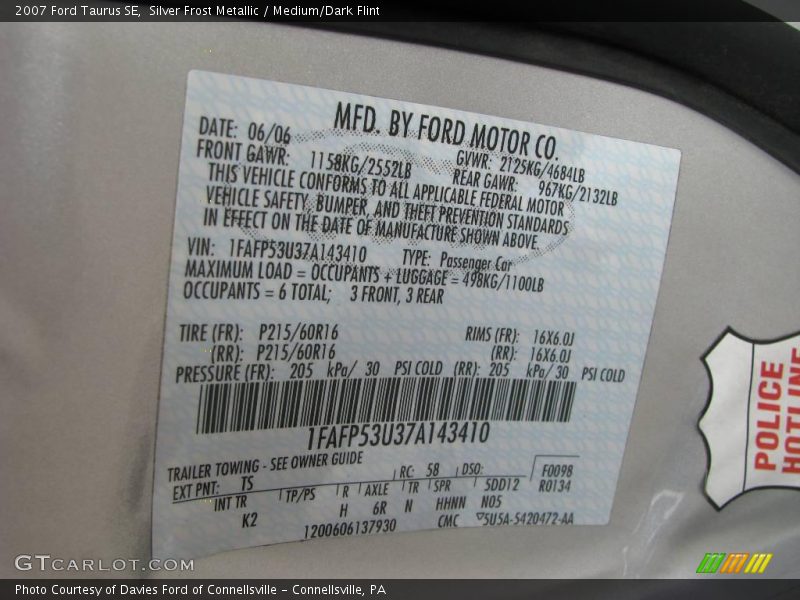 2007 Ford Taurus SE, Silver Frost Metallic / Medium/Dark Flint
MFD. BY FORD MOTOR CO.
DATE: 06/06 GVWR: 2125KG/4684LB
FRONT GAWR: 1158KG/2552LB REAR GAWR: 967KG/2132LB
THIS VEHICLE CONFORMS TO ALL APPLICABLE FEDERAL MOTOR
VEHICLE SAFETY, BUMPER, AND THEFT PREVENTION STANDARDS
IN EFFECT ON THE DATE OF MANUFACTURE SHOWN ABOVE.
VIN: 1FAFP53U37A143410 TYPE: Passenger Car
MAXIMUM LOAD = OCCUPANTS + LUGGAGE = 498KG/1100LB
OCCUPANTS = 6 TOTAL; 3 FRONT, 3 REAR
TIRE (FR): P215/60R16 RIMS (FR): 16X6.0J
(RR): P215/60R16 (RR): 16X6.0J
PRESSURE (FR): 205 kPa/ 30 PSI COLD (RR): 205 kPa/ 30 PSI COLD
1FAFP53U37A143410
TRAILER TOWING - SEE OWNER GUIDE
EXT PNT: TS RC: 58 DSO: F0098
INT TR TP/PS R AXLE TR SPR 5DD12 R0134
K2 H 6R N HHNN N05
1200606137930 CMC 5U5A-5420472-AA
POLICE
HOTLINE
GTCARLOT.COM
Photo Courtesy of Davies Ford of Connellsville - Connellsville, PA